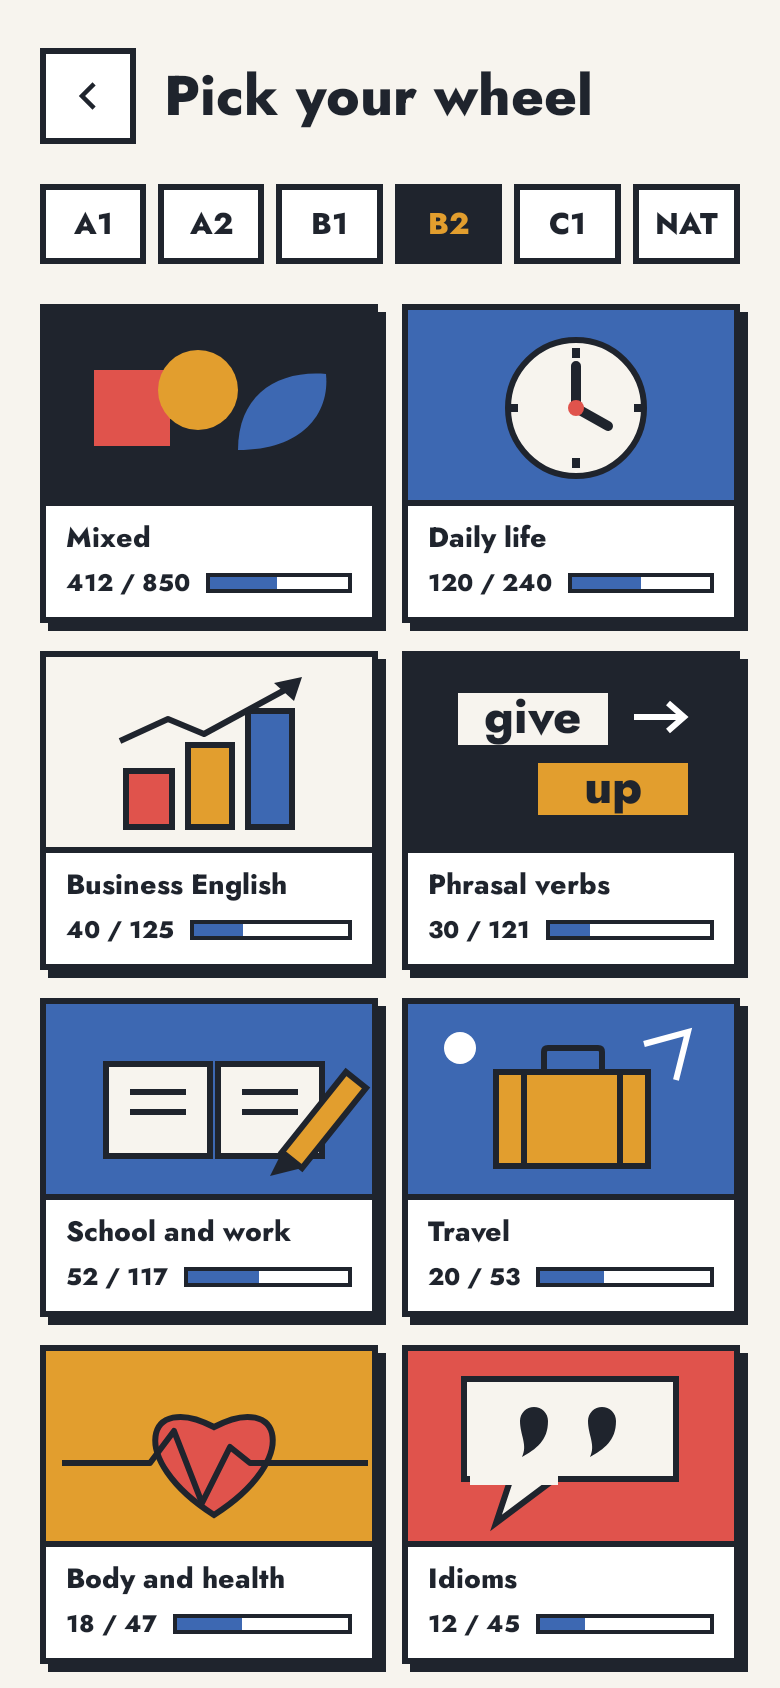 Pick your wheel
A1 A2 B1 B2 C1 NAT
Mixed
412 / 850
Daily life
120 / 240
Business English
40 / 125
give
up
Phrasal verbs
30 / 121
School and work
52 / 117
Travel
20 / 53
Body and health
18 / 47
Idioms
12 / 45